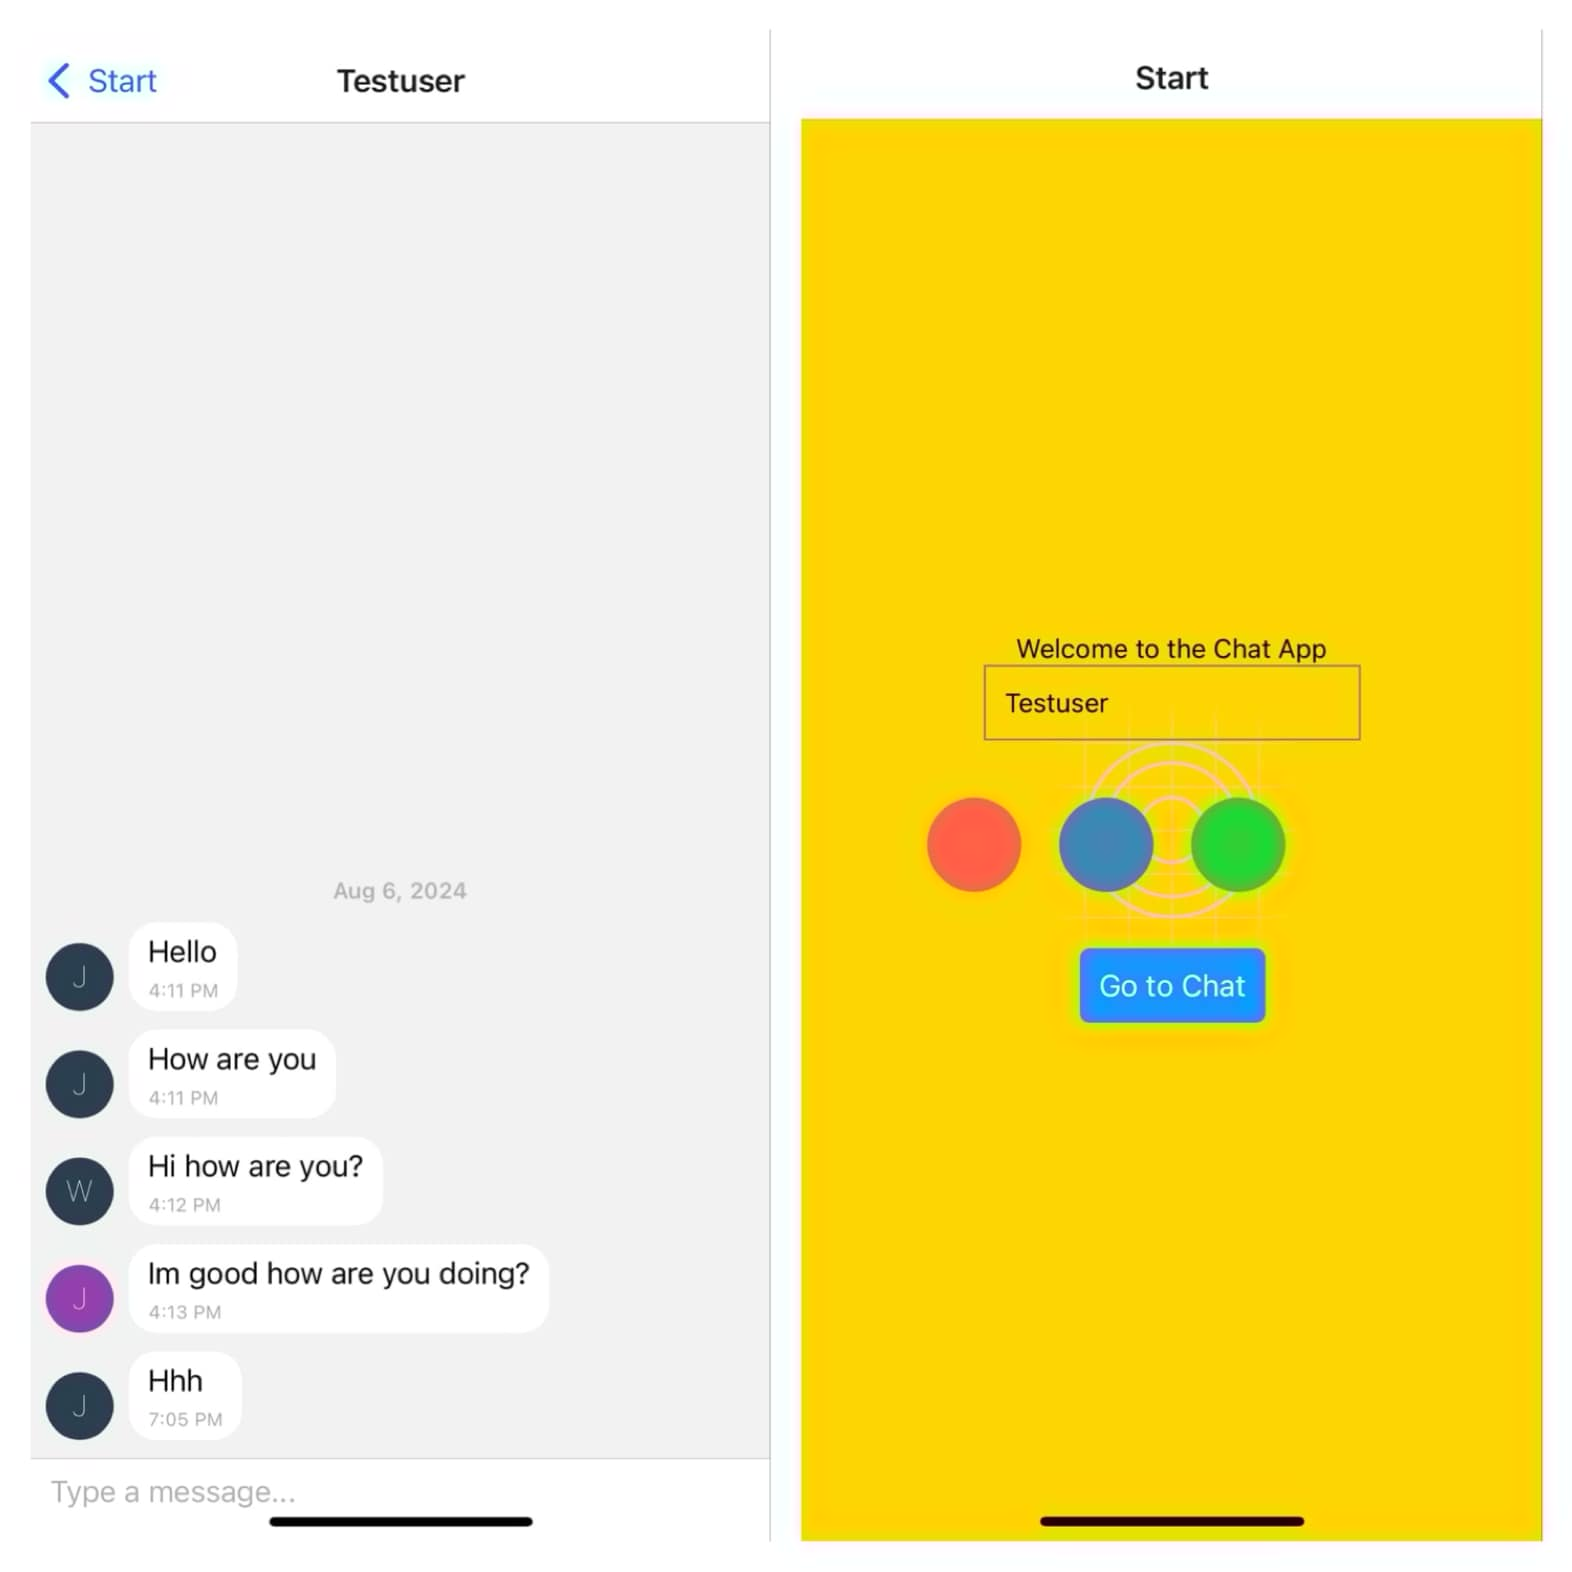 Start
Testuser
Aug 6, 2024
J
Hello
4:11 PM
J
How are you
4:11 PM
W
Hi how are you?
4:12 PM
J
Im good how are you doing?
4:13 PM
J
Hhh
7:05 PM
Type a message...
Start
Welcome to the Chat App
Testuser
Go to Chat